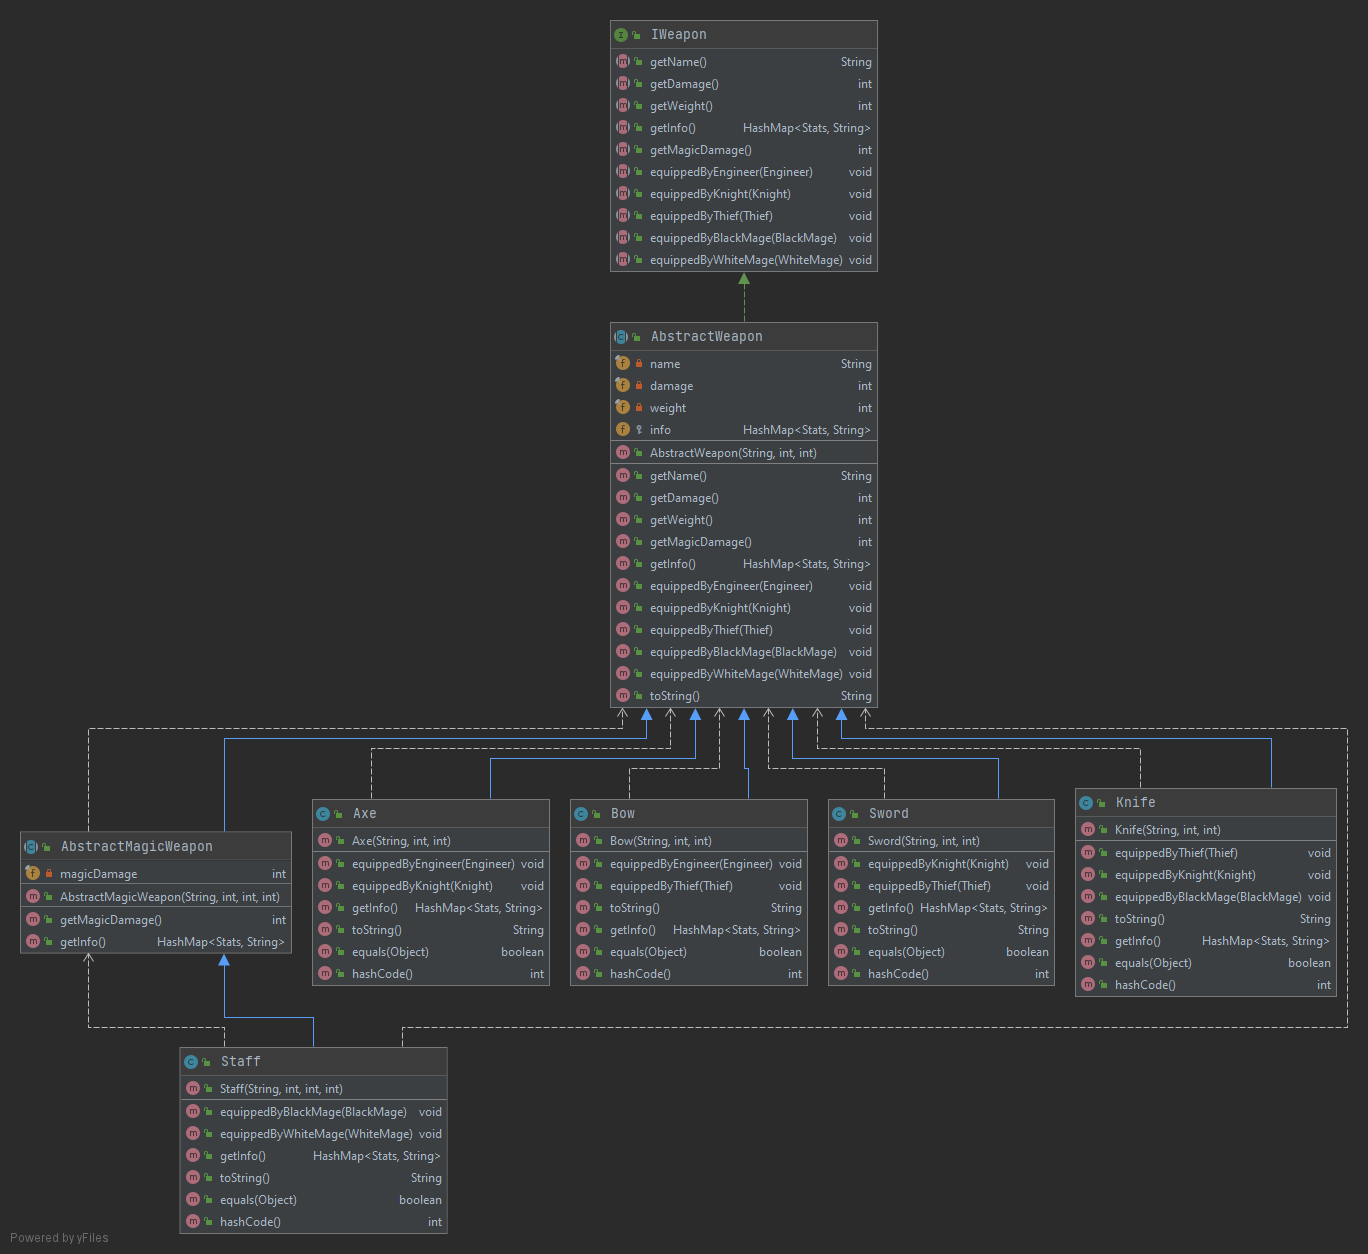 IWeapon
getName() String
getDamage() int
getWeight() int
getInfo() HashMap<Stats, String>
getMagicDamage() int
equippedByEngineer(Engineer) void
equippedByKnight(Knight) void
equippedByThief(Thief) void
equippedByBlackMage(BlackMage) void
equippedByWhiteMage(WhiteMage) void
AbstractWeapon
name String
damage int
weight int
info HashMap<Stats, String>
AbstractWeapon(String, int, int)
getName() String
getDamage() int
getWeight() int
getMagicDamage() int
getInfo() HashMap<Stats, String>
equippedByEngineer(Engineer) void
equippedByKnight(Knight) void
equippedByThief(Thief) void
equippedByBlackMage(BlackMage) void
equippedByWhiteMage(WhiteMage) void
toString() String
AbstractMagicWeapon
magicDamage int
AbstractMagicWeapon(String, int, int, int)
getMagicDamage() int
getInfo() HashMap<Stats, String>
Axe
Axe(String, int, int)
equippedByEngineer(Engineer) void
equippedByKnight(Knight) void
getInfo() HashMap<Stats, String>
toString() String
equals(Object) boolean
hashCode() int
Bow
Bow(String, int, int)
equippedByEngineer(Engineer) void
equippedByThief(Thief) void
toString() String
getInfo() HashMap<Stats, String>
equals(Object) boolean
hashCode() int
Sword
Sword(String, int, int)
equippedByKnight(Knight) void
equippedByThief(Thief) void
getInfo() HashMap<Stats, String>
toString() String
equals(Object) boolean
hashCode() int
Knife
Knife(String, int, int)
equippedByThief(Thief) void
equippedByKnight(Knight) void
equippedByBlackMage(BlackMage) void
toString() String
getInfo() HashMap<Stats, String>
equals(Object) boolean
hashCode() int
Staff
Staff(String, int, int, int)
equippedByBlackMage(BlackMage) void
equippedByWhiteMage(WhiteMage) void
getInfo() HashMap<Stats, String>
toString() String
equals(Object) boolean
hashCode() int
Powered by yFiles